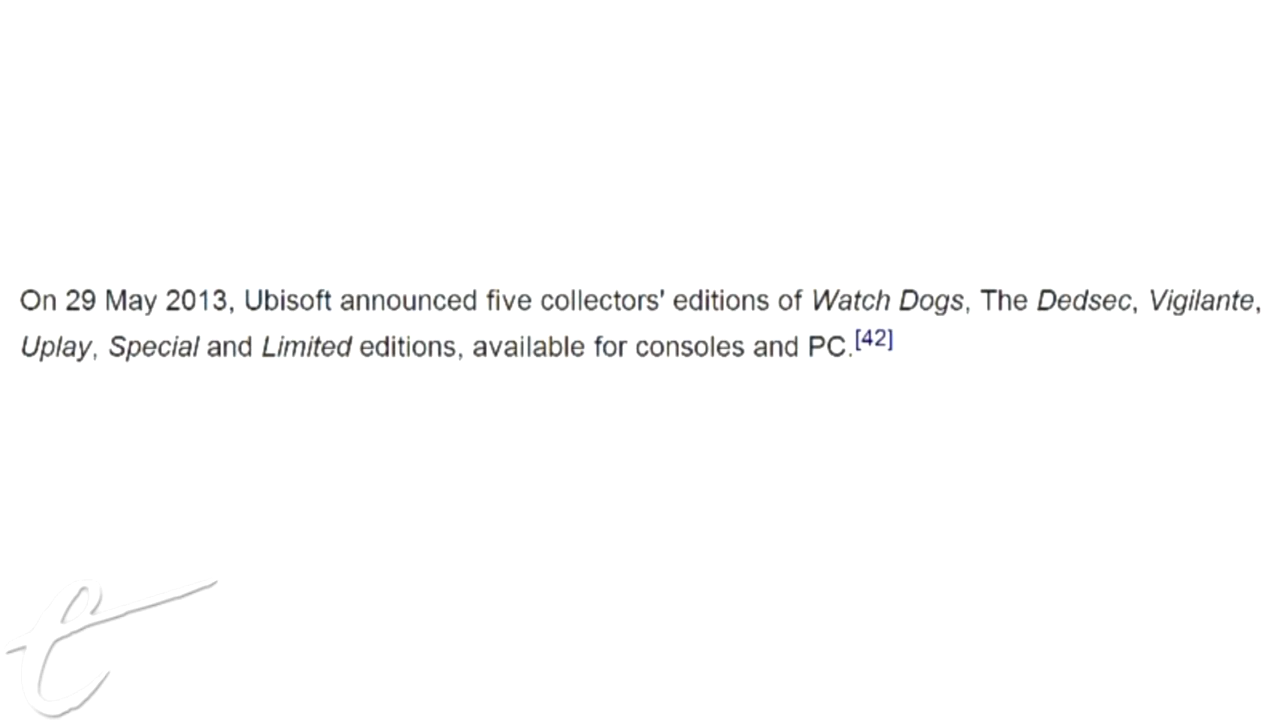 On 29 May 2013, Ubisoft announced five collectors' editions of Watch Dogs, The Dedsec, Vigilante,
Uplay, Special and Limited editions, available for consoles and PC.[42]